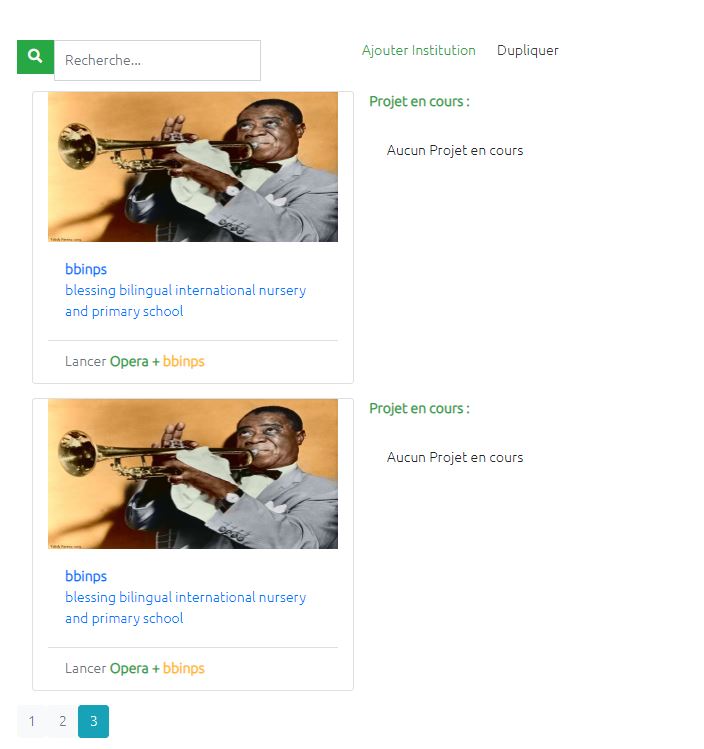 Recherche...
Ajouter Institution
Dupliquer
Projet en cours :
Aucun Projet en cours
bbinps
blessing bilingual international nursery
and primary school
Lancer Opera + bbinps
Projet en cours :
Aucun Projet en cours
bbinps
blessing bilingual international nursery
and primary school
Lancer Opera + bbinps
1 2 3